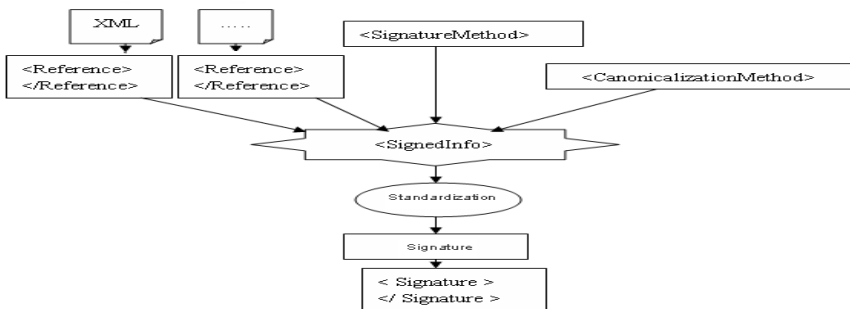 XML
.....
<SignatureMethod>
<Reference>
</Reference>
<Reference>
</Reference>
<CanonicalizationMethod>
<SignedInfo>
Standardization
Signature
< Signature >
</ Signature >